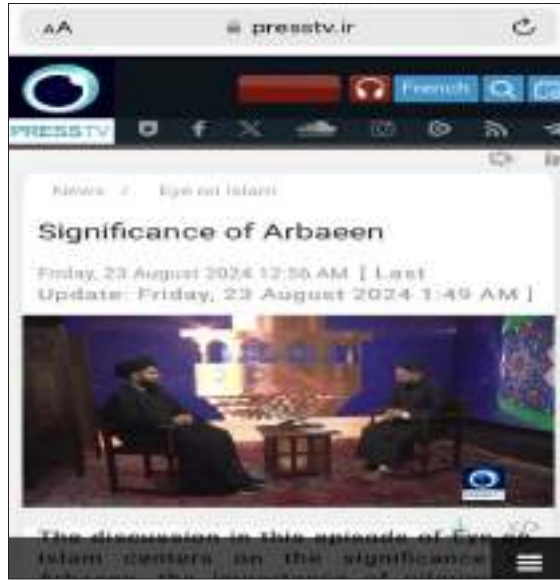 AA presstv.ir
French
PRESSTV
News / Eye on Islam
Significance of Arbaeen
Friday, 23 August 2024 12:56 AM [ Last
Update: Friday, 23 August 2024 1:49 AM ]
The discussion in this episode of Eye on
Islam centers on the significance